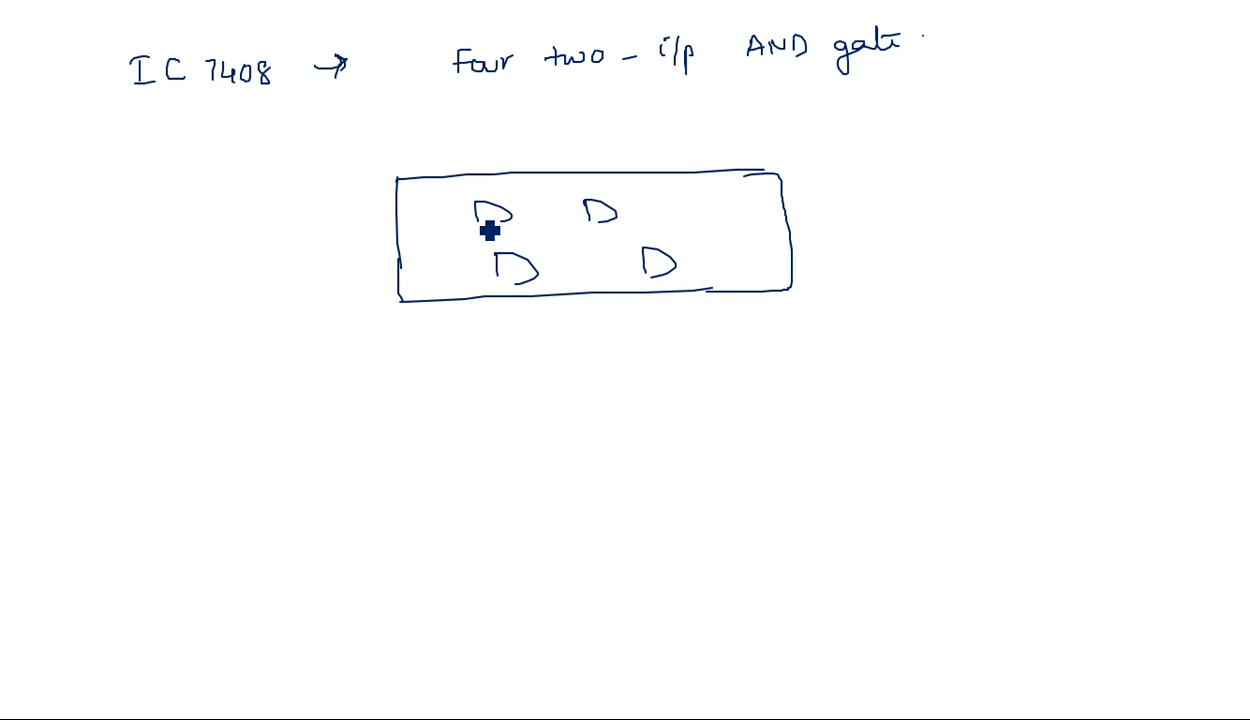 IC 7408 → Four two - i/p AND gate